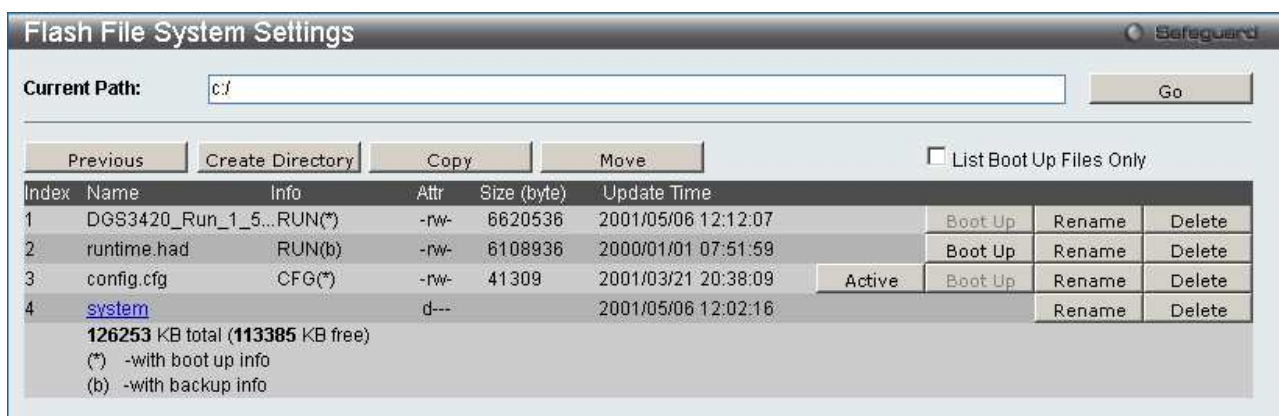 Flash File System Settings Safeguard
Current Path: c:/ Go
Previous Create Directory Copy Move List Boot Up Files Only
Index Name Info Attr Size (byte) Update Time
1 DGS3420_Run_1_5...RUN(*) -rw- 6620536 2001/05/06 12:12:07 Boot Up Rename Delete
2 runtime.had RUN(b) -rw- 6108936 2000/01/01 07:51:59 Boot Up Rename Delete
3 config.cfg CFG(*) -rw- 41309 2001/03/21 20:38:09 Active Boot Up Rename Delete
4 system d--- 2001/05/06 12:02:16 Rename Delete
126253 KB total (113385 KB free)
(*) -with boot up info
(b) -with backup info